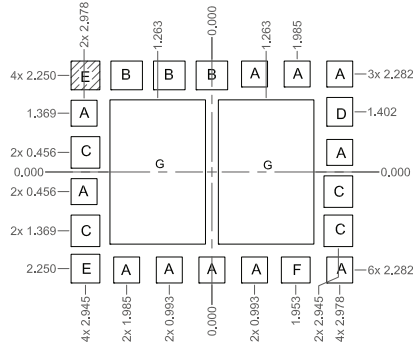 2x 2.978
1.263
0.000
1.263
1.985
4x 2.250 E B B B A A A 3x 2.282
1.369 A D 1.402
2x 0.456 C A
G G
0.000 0.000
2x 0.456 A C
2x 1.369 C C
2.250 E A A A A F A 6x 2.282
4x 2.945
2x 1.985
2x 0.993
0.000
2x 0.993
1.953
2x 2.945
4x 2.978